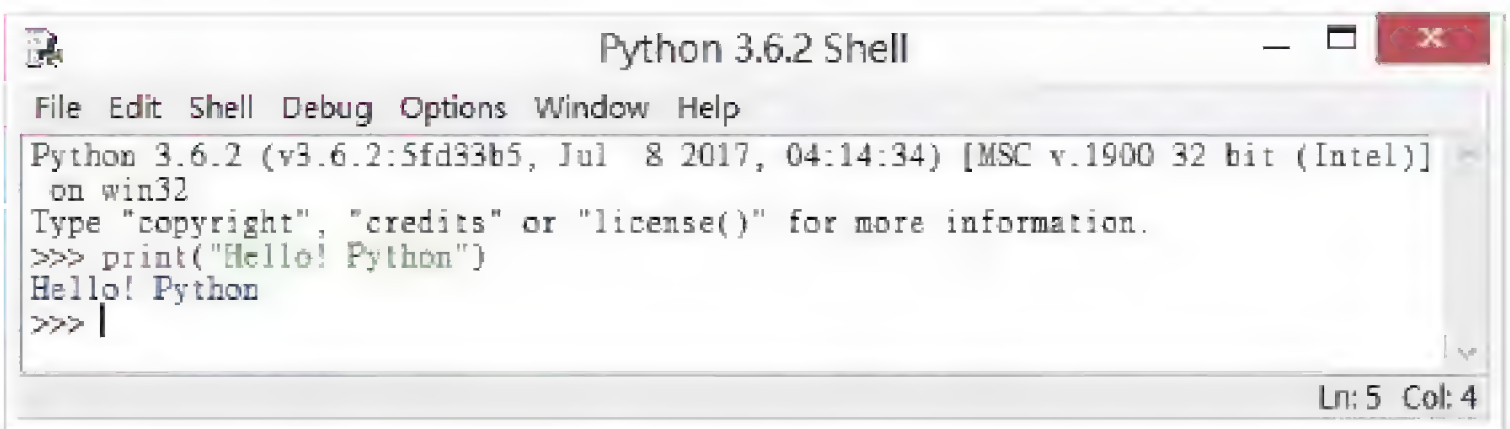 Python 3.6.2 Shell
File Edit Shell Debug Options Window Help
Python 3.6.2 (v3.6.2:5fd33b5, Jul  8 2017, 04:14:34) [MSC v.1900 32 bit (Intel)]
 on win32
Type "copyright", "credits" or "license()" for more information.
>>> print("Hello! Python")
Hello! Python
>>>
Ln: 5 Col: 4